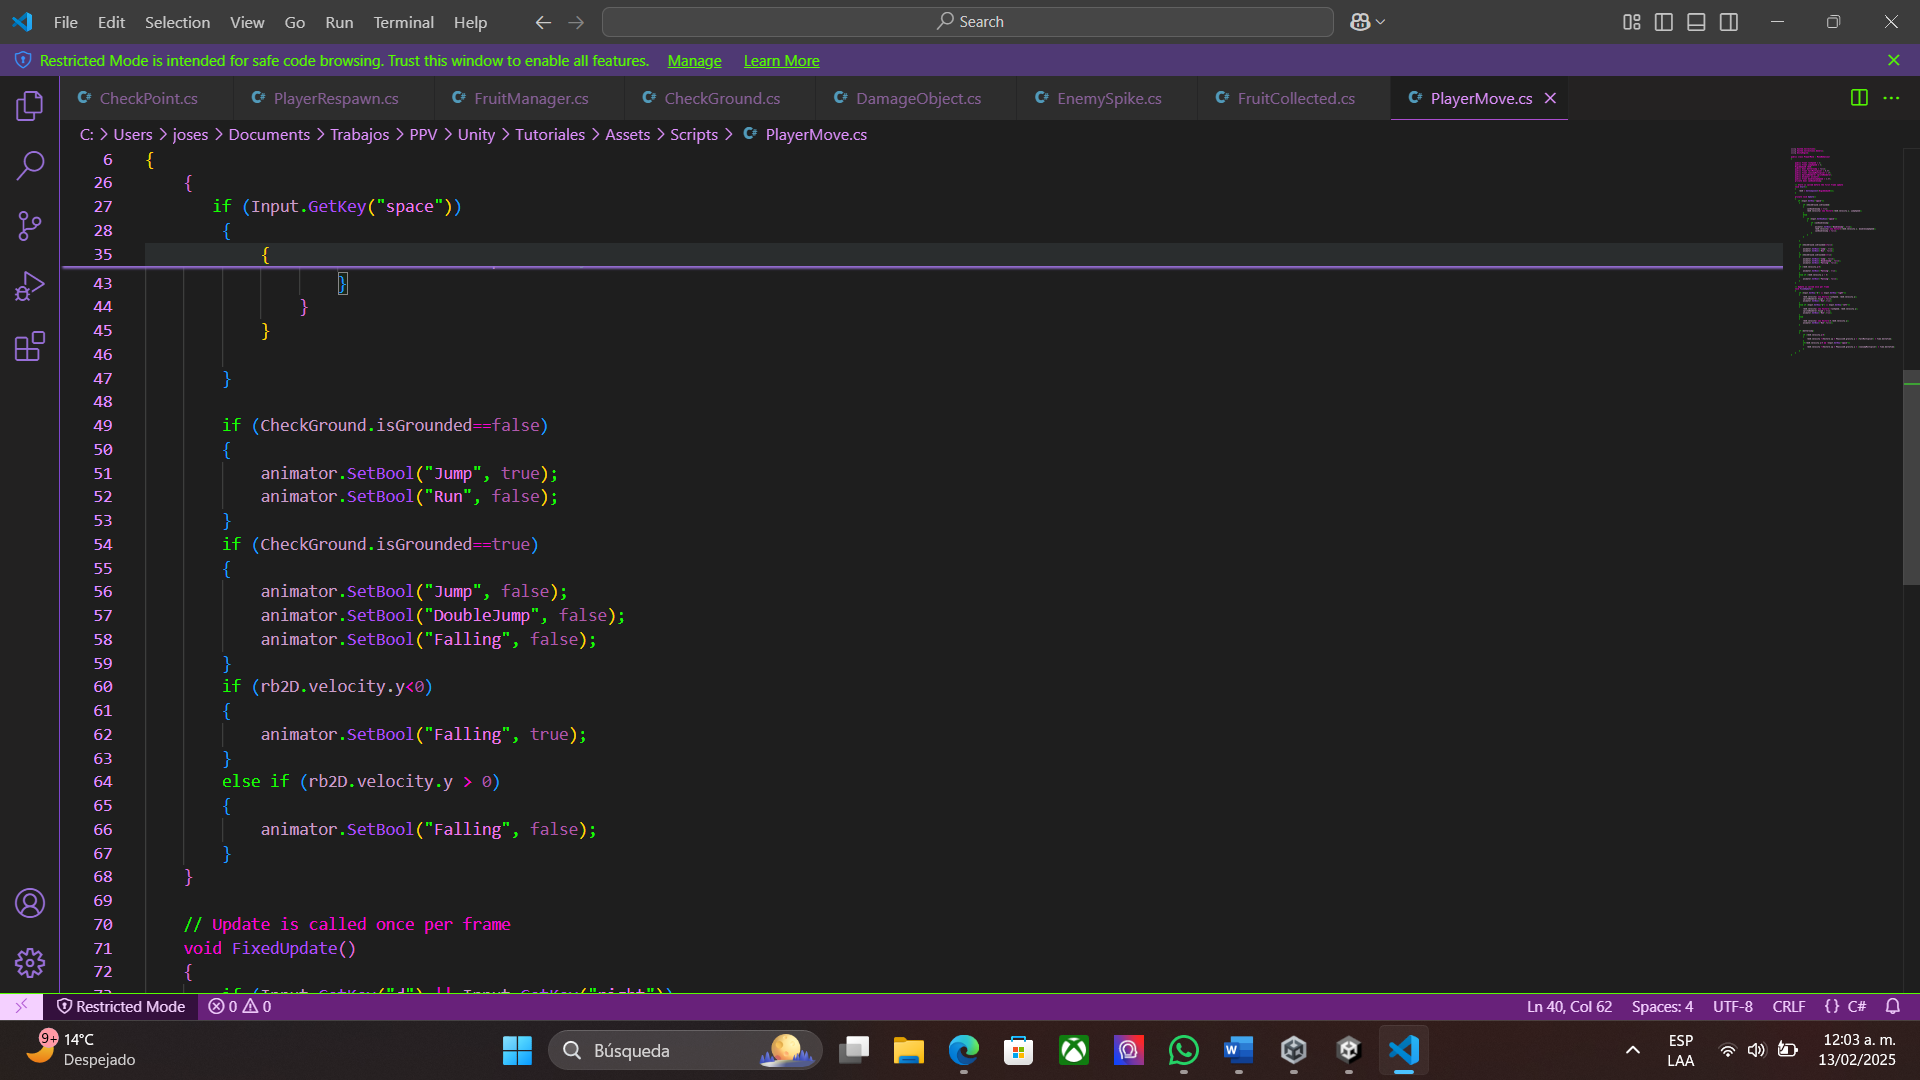 File Edit Selection View Go Run Terminal Help Search
Restricted Mode is intended for safe code browsing. Trust this window to enable all features. Manage Learn More
CheckPoint.cs PlayerRespawn.cs FruitManager.cs CheckGround.cs DamageObject.cs EnemySpike.cs FruitCollected.cs PlayerMove.cs
C: > Users > joses > Documents > Trabajos > PPV > Unity > Tutoriales > Assets > Scripts > PlayerMove.cs
6 {
26 {
27 if (Input.GetKey("space"))
28 {
35 {
43 }
44 }
45 }
46
47 }
48
49 if (CheckGround.isGrounded==false)
50 {
51 animator.SetBool("Jump", true);
52 animator.SetBool("Run", false);
53 }
54 if (CheckGround.isGrounded==true)
55 {
56 animator.SetBool("Jump", false);
57 animator.SetBool("DoubleJump", false);
58 animator.SetBool("Falling", false);
59 }
60 if (rb2D.velocity.y<0)
61 {
62 animator.SetBool("Falling", true);
63 }
64 else if (rb2D.velocity.y > 0)
65 {
66 animator.SetBool("Falling", false);
67 }
68 }
69
70 // Update is called once per frame
71 void FixedUpdate()
72 {
73 if (Input.GetKey("d") || Input.GetKey("right"))
Restricted Mode 0 0 Ln 40, Col 62 Spaces: 4 UTF-8 CRLF {} C#
9+ 14°C
Despejado
Búsqueda
ESP
LAA
12:03 a. m.
13/02/2025